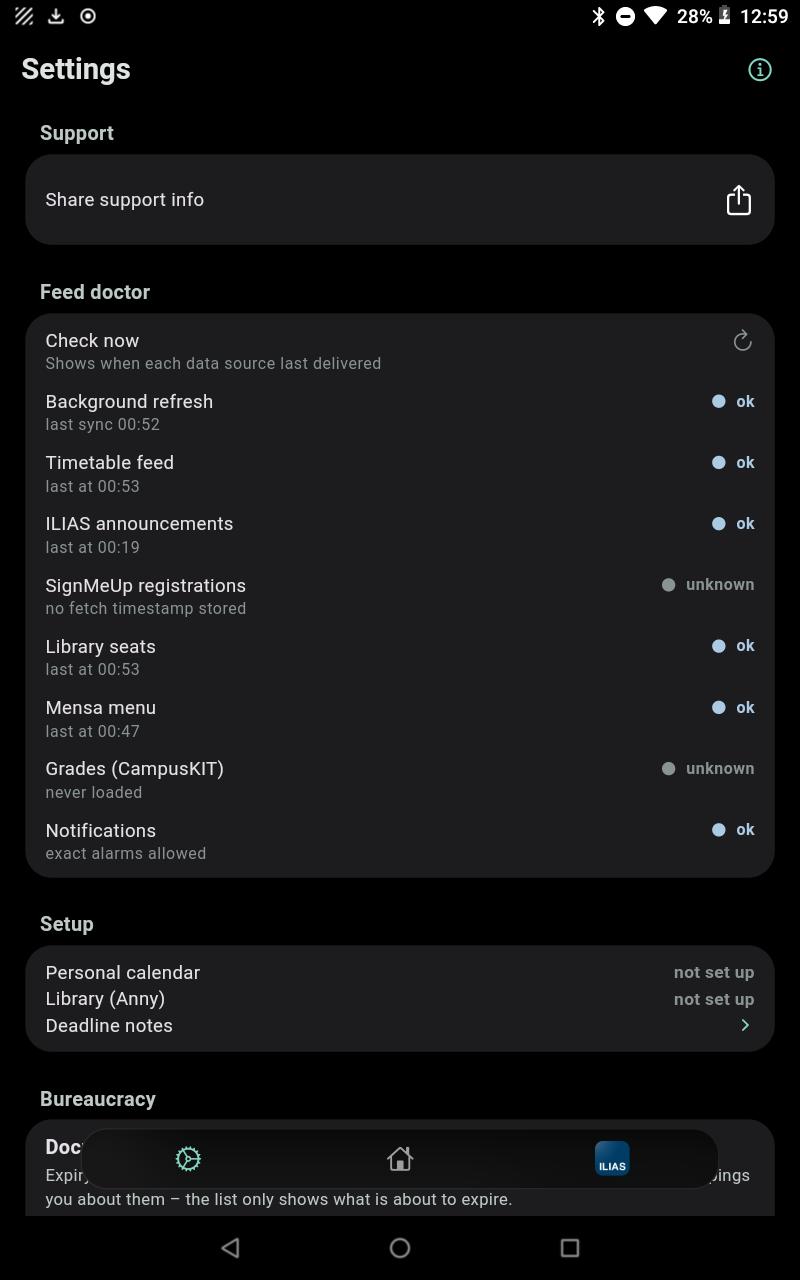 28% 12:59
Settings
Support
Share support info
Feed doctor
Check now
Shows when each data source last delivered
Background refresh ok
last sync 00:52
Timetable feed ok
last at 00:53
ILIAS announcements ok
last at 00:19
SignMeUp registrations unknown
no fetch timestamp stored
Library seats ok
last at 00:53
Mensa menu ok
last at 00:47
Grades (CampusKIT) unknown
never loaded
Notifications ok
exact alarms allowed
Setup
Personal calendar not set up
Library (Anny) not set up
Deadline notes
Bureaucracy
ILIAS
you about them – the list only shows what is about to expire.